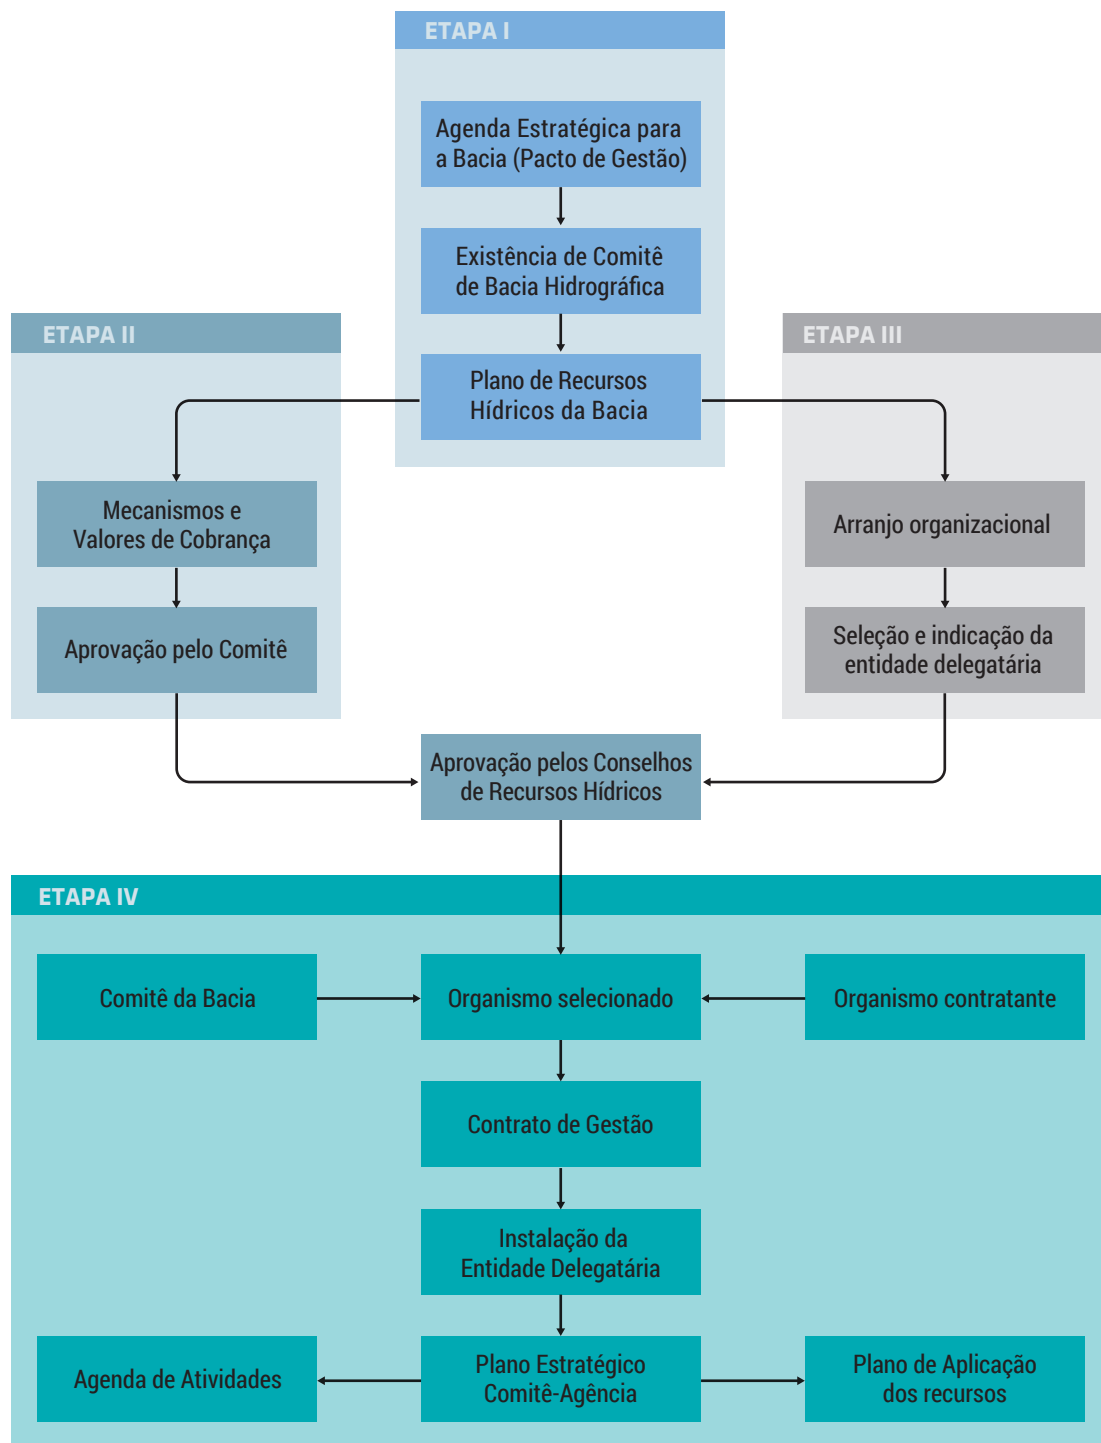 ETAPA I
Agenda Estratégica para
a Bacia (Pacto de Gestão)
Existência de Comitê
de Bacia Hidrográfica
Plano de Recursos
Hídricos da Bacia
ETAPA II
Mecanismos e
Valores de Cobrança
Aprovação pelo Comitê
ETAPA III
Arranjo organizacional
Seleção e indicação da
entidade delegatária
Aprovação pelos Conselhos
de Recursos Hídricos
ETAPA IV
Comitê da Bacia
Organismo selecionado
Organismo contratante
Contrato de Gestão
Instalação da
Entidade Delegatária
Agenda de Atividades
Plano Estratégico
Comitê-Agência
Plano de Aplicação
dos recursos